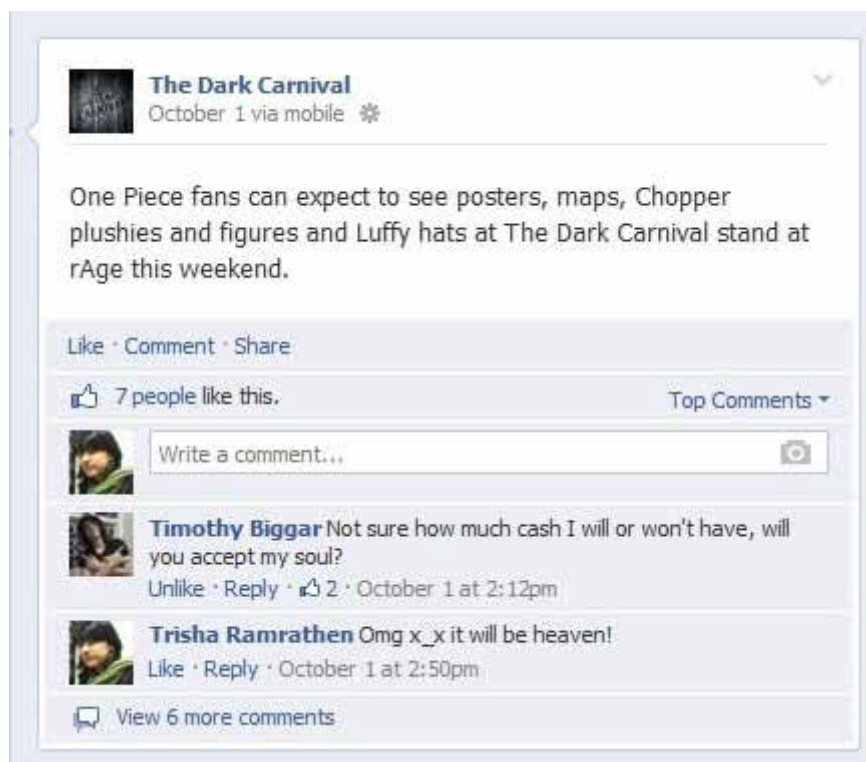 The Dark Carnival
October 1 via mobile
One Piece fans can expect to see posters, maps, Chopper
plushies and figures and Luffy hats at The Dark Carnival stand at
rAge this weekend.
Like · Comment · Share
7 people like this.
Top Comments
Write a comment...
Timothy Biggar Not sure how much cash I will or won't have, will
you accept my soul?
Unlike · Reply · 2 · October 1 at 2:12pm
Trisha Ramrathen Omg x_x it will be heaven!
Like · Reply · October 1 at 2:50pm
View 6 more comments